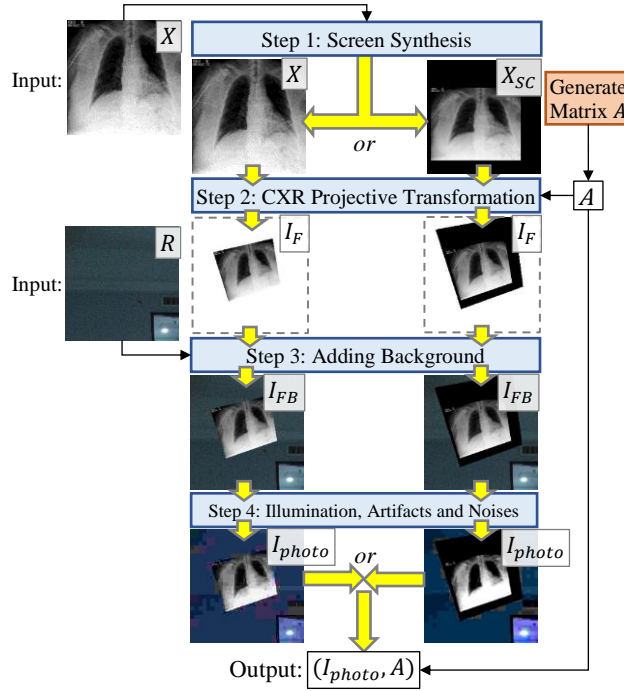 Input:
X
Step 1: Screen Synthesis
X
X_SC
or
Generate
Matrix A
Step 2: CXR Projective Transformation
A
I_F
I_F
R
Input:
Step 3: Adding Background
I_FB
I_FB
Step 4: Illumination, Artifacts and Noises
I_photo
or
I_photo
Output: (I_photo, A)